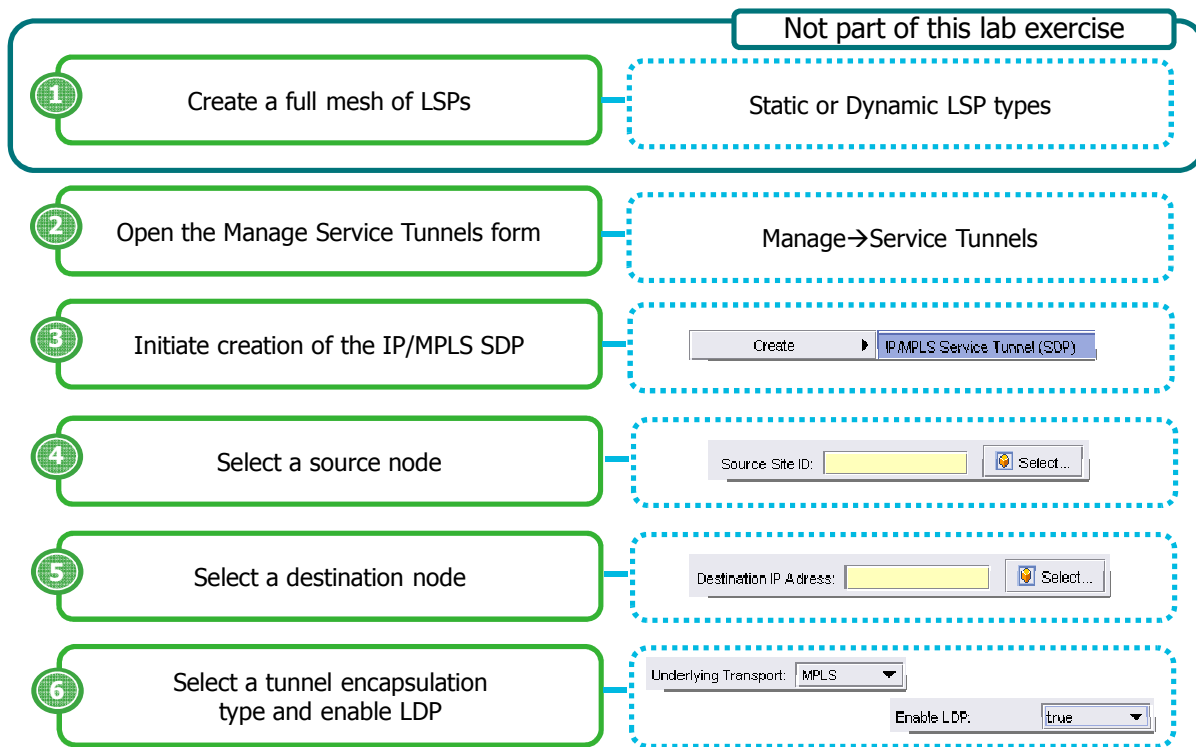 Not part of this lab exercise
1
Create a full mesh of LSPs
Static or Dynamic LSP types
2
Open the Manage Service Tunnels form
Manage→Service Tunnels
3
Initiate creation of the IP/MPLS SDP
Create IP/MPLS Service Tunnel (SDP)
4
Select a source node
Source Site ID: Select...
5
Select a destination node
Destination IP Adress: Select...
6
Select a tunnel encapsulation
type and enable LDP
Underlying Transport: MPLS
Enable LDP: true